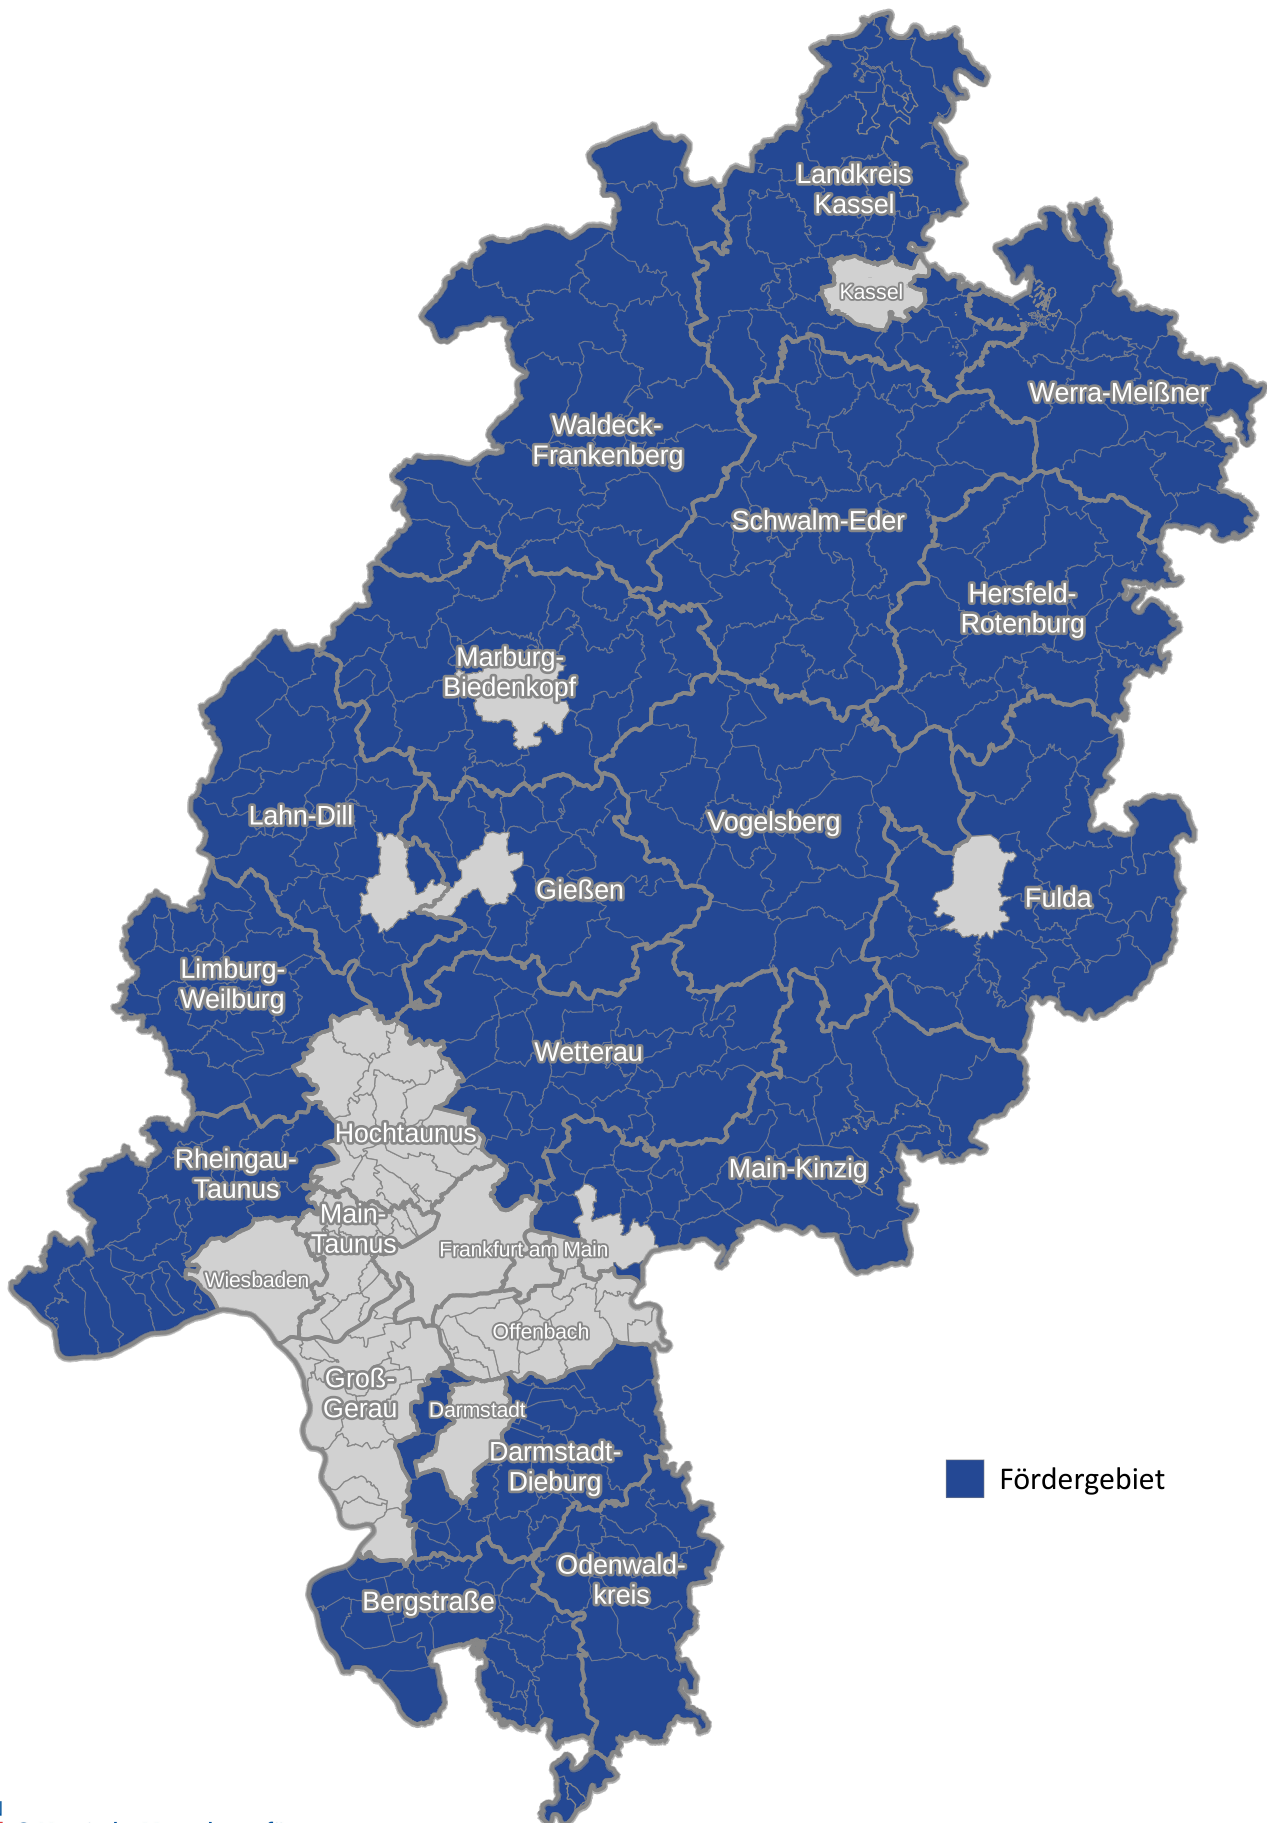 Landkreis
Kassel
Kassel
Werra-Meißner
Waldeck-
Frankenberg
Schwalm-Eder
Hersfeld-
Rotenburg
Marburg-
Biedenkopf
Lahn-Dill
Vogelsberg
Gießen
Fulda
Limburg-
Weilburg
Wetterau
Hochtaunus
Rheingau-
Taunus
Main-Kinzig
Main-
Taunus
Frankfurt am Main
Wiesbaden
Offenbach
Groß-
Gerau
Darmstadt
Darmstadt-
Dieburg
Fördergebiet
Odenwald-
kreis
Bergstraße